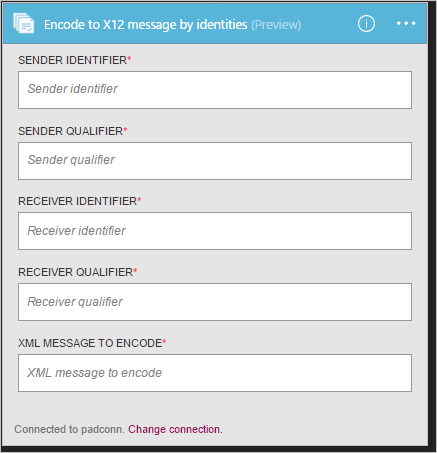 Encode to X12 message by identities (Preview)
SENDER IDENTIFIER*
Sender identifier
SENDER QUALIFIER*
Sender qualifier
RECEIVER IDENTIFIER*
Receiver identifier
RECEIVER QUALIFIER*
Receiver qualifier
XML MESSAGE TO ENCODE*
XML message to encode
Connected to padconn. Change connection.